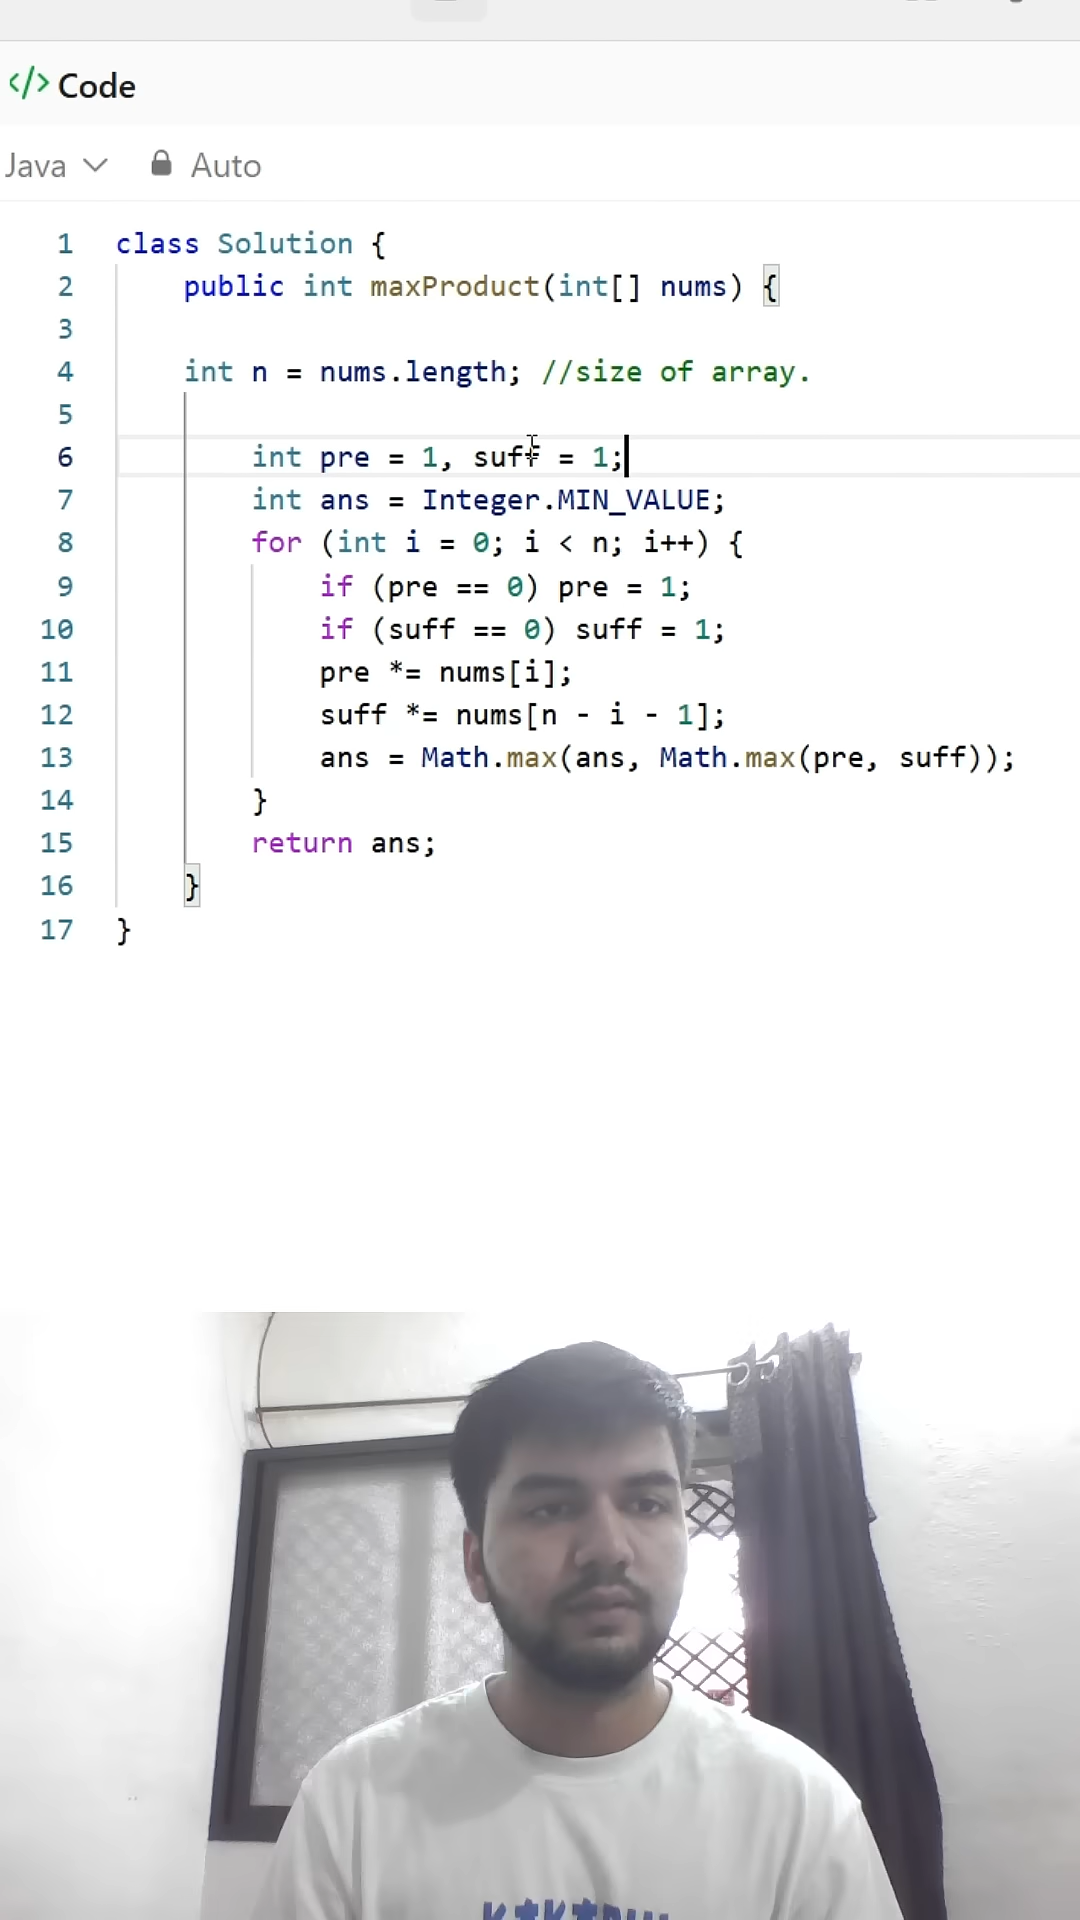 </> Code
Java Auto
1 class Solution {
2 public int maxProduct(int[] nums) {
3
4 int n = nums.length; //size of array.
5
6 int pre = 1, suff = 1;
7 int ans = Integer.MIN_VALUE;
8 for (int i = 0; i < n; i++) {
9 if (pre == 0) pre = 1;
10 if (suff == 0) suff = 1;
11 pre *= nums[i];
12 suff *= nums[n - i - 1];
13 ans = Math.max(ans, Math.max(pre, suff));
14 }
15 return ans;
16 }
17 }